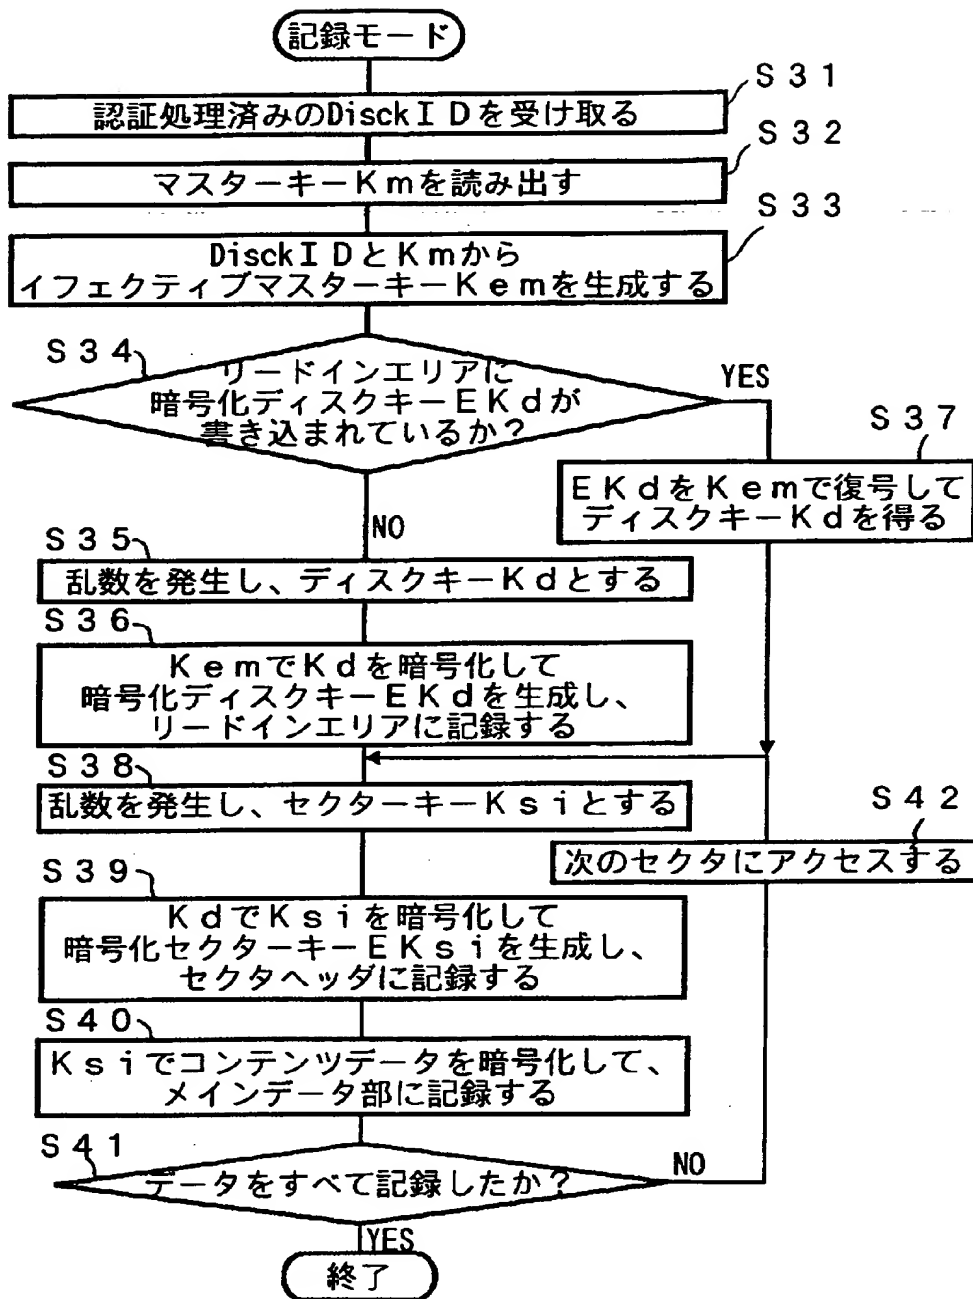 記録モード
S31
認証処理済みのDisckIDを受け取る
S32
マスターキーKmを読み出す
S33
DisckIDとKmから
イフェクティブマスターキーKemを生成する
S34
リードインエリアに
暗号化ディスクキーEKdが
書き込まれているか?
YES
S37
EKdをKemで復号して
ディスクキーKdを得る
NO
S35
乱数を発生し、ディスクキーKdとする
S36
KemでKdを暗号化して
暗号化ディスクキーEKdを生成し、
リードインエリアに記録する
S38
乱数を発生し、セクターキーKsiとする
S42
次のセクタにアクセスする
S39
KdでKsiを暗号化して
暗号化セクターキーEKsiを生成し、
セクタヘッダに記録する
S40
Ksiでコンテンツデータを暗号化して、
メインデータ部に記録する
S41
データをすべて記録したか?
NO
YES
終了